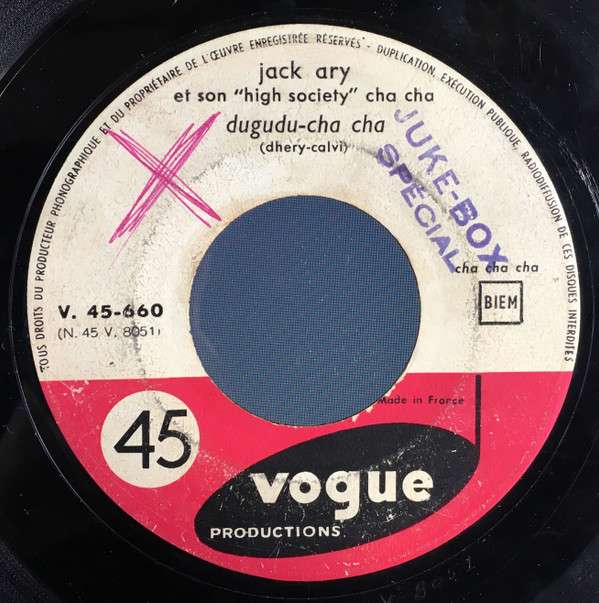 TOUS DROITS DU PRODUCTEUR PHONOGRAPHIQUE ET DU PROPRIÉTAIRE DE L'ŒUVRE ENREGISTRÉE RÉSERVÉS - DUPLICATION, EXÉCUTION PUBLIQUE, RADIODIFFUSION DE CES DISQUES INTERDITES
jack ary
et son "high society" cha cha
dugudu-cha cha
(dhery-calvi)
JUKE-BOX
SPÉCIAL
cha cha cha
V. 45-660
(N. 45 V. 8051)
BIEM
Made in France
45
vogue
PRODUCTIONS